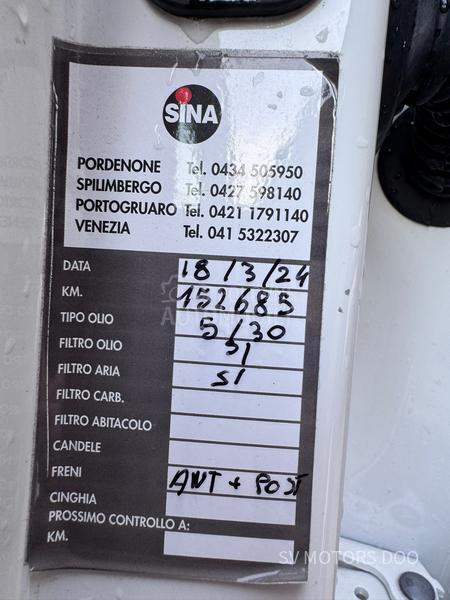 SINA
PORDENONE Tel. 0434 505950
SPILIMBERGO Tel. 0427 598140
PORTOGRUARO Tel. 0421 1791140
VENEZIA Tel. 041 5322307
DATA 18/3/24
KM. 152685
TIPO OLIO 5/30
FILTRO OLIO SI
FILTRO ARIA SI
FILTRO CARB.
FILTRO ABITACOLO
CANDELE
FRENI ANT + POST
CINGHIA
PROSSIMO CONTROLLO A:
KM.
SV MOTORS DOO